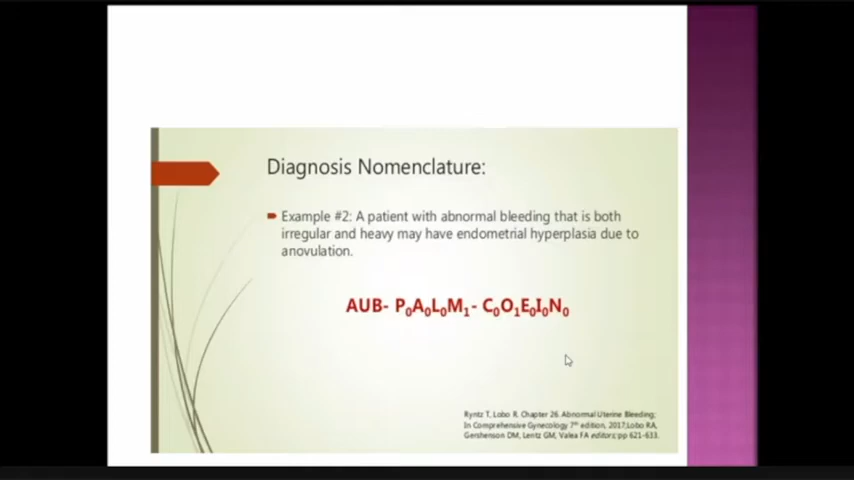 Diagnosis Nomenclature:
Example #2: A patient with abnormal bleeding that is both
irregular and heavy may have endometrial hyperplasia due to
anovulation.
AUB- P₀A₀L₀M₁- C₀O₁E₀I₀N₀
Ryntz T, Lobo R. Chapter 26. Abnormal Uterine Bleeding;
In Comprehensive Gynecology 7ᵗʰ edition, 2017;Lobo RA,
Gershenson DM, Lentz GM, Valea FA editors; pp 621-633.